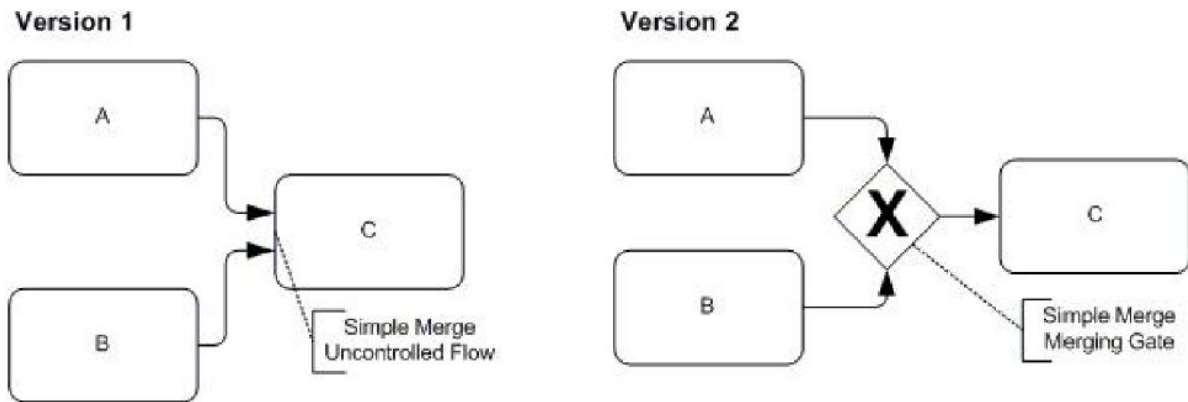 Version 1
A
B
C
Simple Merge
Uncontrolled Flow
Version 2
A
B
X
C
Simple Merge
Merging Gate